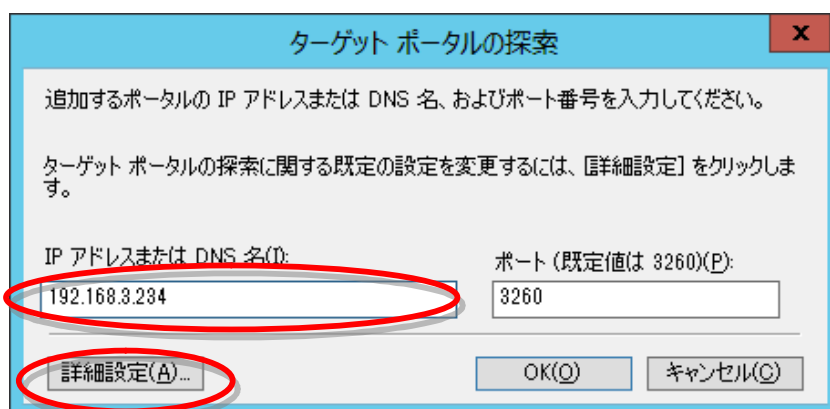 ターゲット ポータルの探索
x
追加するポータルの IP アドレスまたは DNS 名、およびポート番号を入力してください。
ターゲット ポータルの探索に関する既定の設定を変更するには、[詳細設定] をクリックしま
す。
IP アドレスまたは DNS 名(I):
ポート (既定値は 3260)(P):
192.168.3.234
3260
詳細設定(A)...
OK(O)
キャンセル(C)